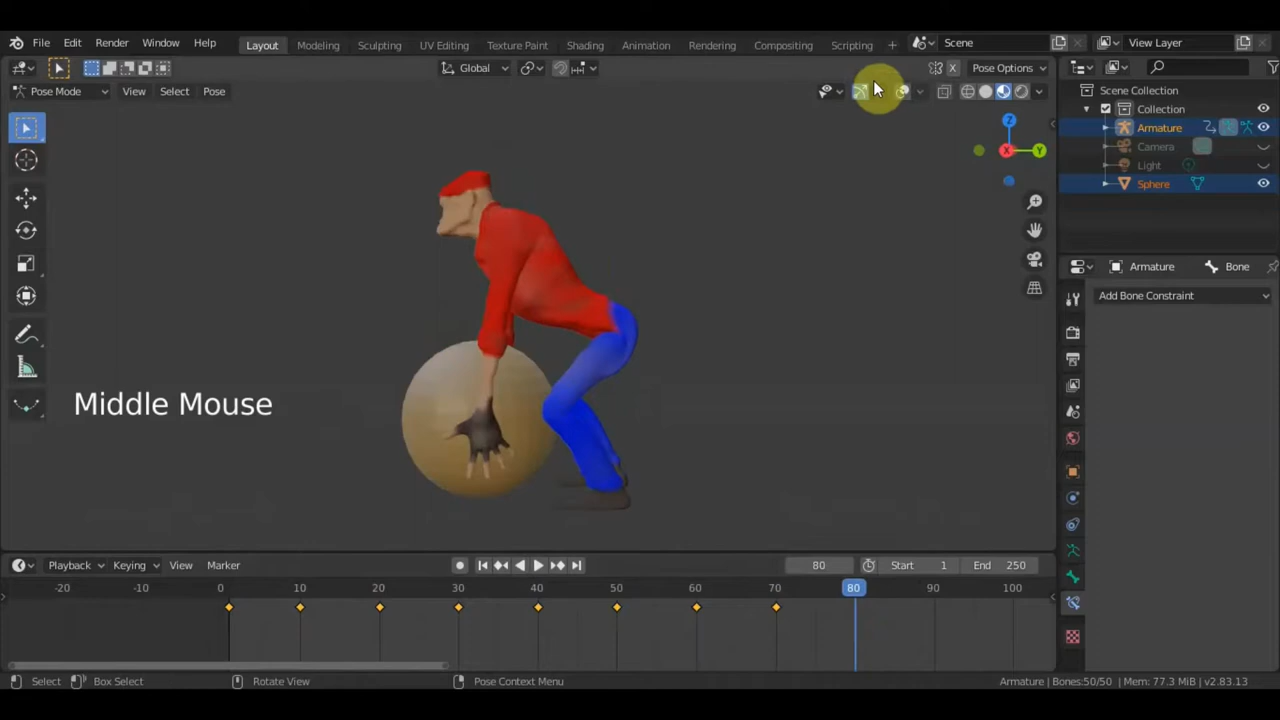 File Edit Render Window Help Layout Modeling Sculpting UV Editing Texture Paint Shading Animation Rendering Compositing Scripting + Scene View Layer
Global X Pose Options
Pose Mode View Select Pose
Scene Collection
Collection
Armature
Camera
Light
Sphere
Z
X Y
Armature Bone
Add Bone Constraint
Middle Mouse
Playback Keying View Marker 80 Start 1 End 250
-20 -10 0 10 20 30 40 50 60 70 80 90 100
Select Box Select Rotate View Pose Context Menu Armature | Bones:50/50 | Mem: 77.3 MiB | v2.83.13